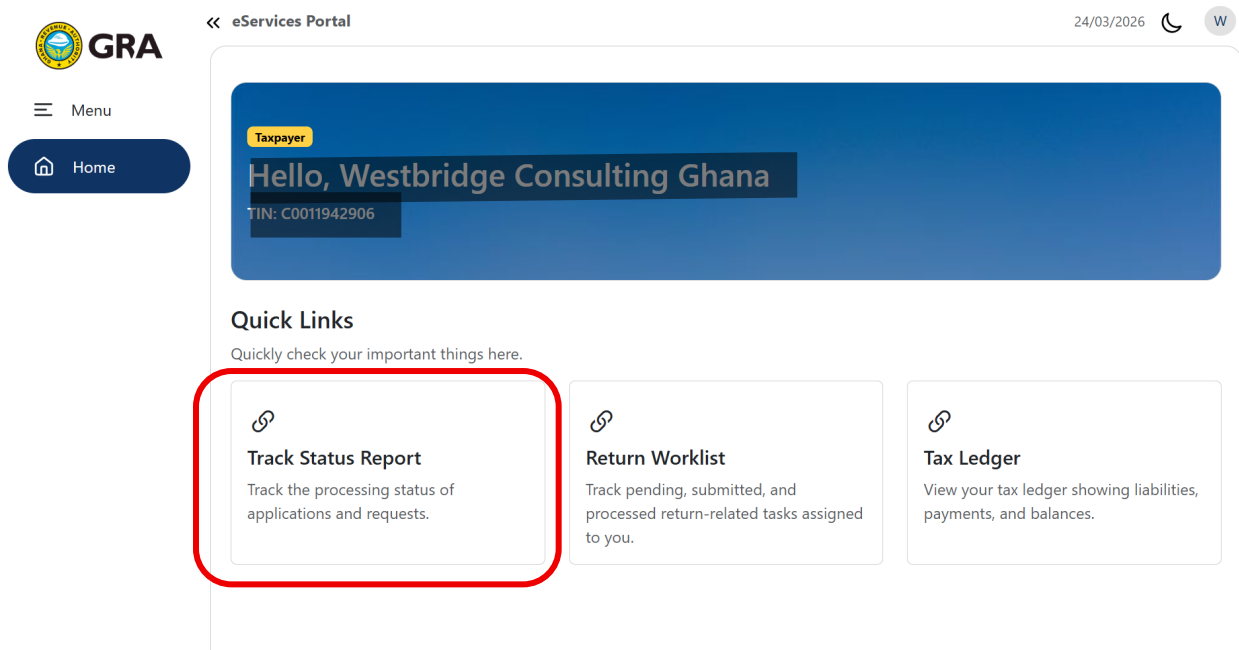 GHANA REVENUE AUTHORITY
GRA
eServices Portal
24/03/2026
W
Menu
Home
Taxpayer
Hello, Westbridge Consulting Ghana
TIN: C0011942906
Quick Links
Quickly check your important things here.
Track Status Report
Track the processing status of
applications and requests.
Return Worklist
Track pending, submitted, and
processed return-related tasks assigned
to you.
Tax Ledger
View your tax ledger showing liabilities,
payments, and balances.